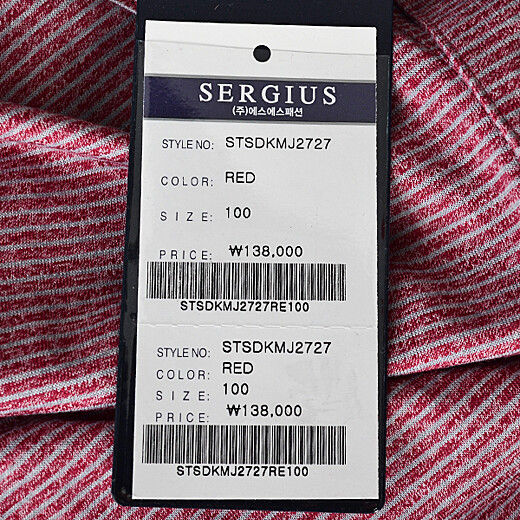 SERGIUS
(주)에스에스패션
STYLE NO: STSDKMJ2727
COLOR: RED
SIZE: 100
PRICE: ₩138,000
STSDKMJ2727RE100
STYLE NO: STSDKMJ2727
COLOR: RED
SIZE: 100
PRICE: ₩138,000
STSDKMJ2727RE100